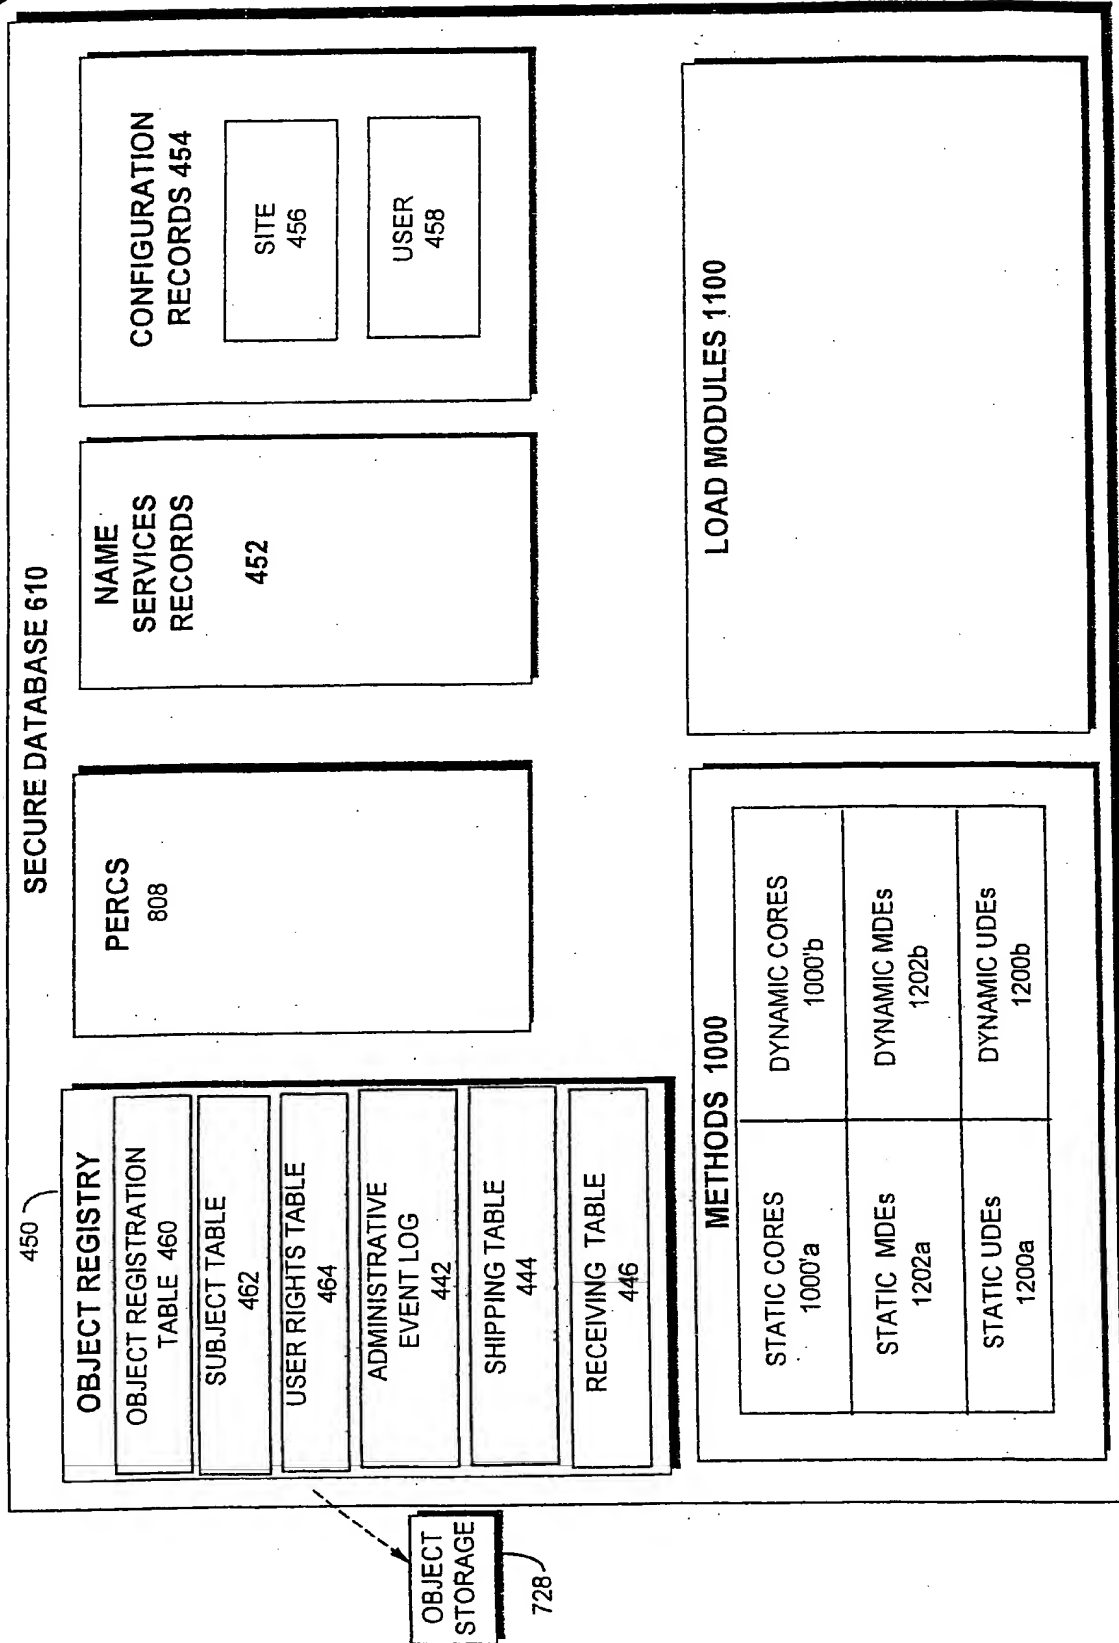 SECURE DATABASE 610
450
OBJECT REGISTRY
OBJECT REGISTRATION
TABLE 460
SUBJECT TABLE
462
USER RIGHTS TABLE
464
ADMINISTRATIVE
EVENT LOG
442
SHIPPING TABLE
444
RECEIVING TABLE
446
PERCS
808
NAME
SERVICES
RECORDS
452
CONFIGURATION
RECORDS 454
SITE
456
USER
458
OBJECT
STORAGE
728
METHODS 1000
STATIC CORES
1000'a
DYNAMIC CORES
1000'b
STATIC MDEs
1202a
DYNAMIC MDEs
1202b
STATIC UDEs
1200a
DYNAMIC UDEs
1200b
LOAD MODULES 1100